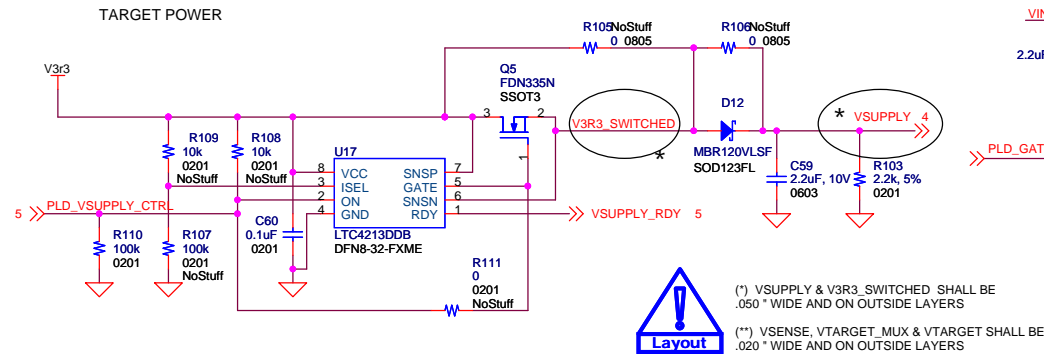 TARGET POWER
R105
NoStuff
0 0805
R106
NoStuff
0 0805
VIN
2.2uF
V3r3
Q5
FDN335N
SSOT3
3
2
1
V3R3_SWITCHED
*
D12
MBR120VLSF
SOD123FL
*
VSUPPLY 4
R109
10k
0201
NoStuff
R108
10k
0201
NoStuff
U17
8 VCC SNSP 7
3 ISEL GATE 5
2 ON SNSN 6
4 GND RDY 1
LTC4213DDB
DFN8-32-FXME
C59
2.2uF, 10V
0603
R103
2.2k, 5%
0201
PLD_GAT
5 PLD_VSUPPLY_CTRL
VSUPPLY_RDY 5
R110
100k
0201
R107
100k
0201
NoStuff
C60
0.1uF
0201
R111
0
0201
NoStuff
Layout
(*) VSUPPLY & V3R3_SWITCHED SHALL BE
.050 " WIDE AND ON OUTSIDE LAYERS
(**) VSENSE, VTARGET_MUX & VTARGET SHALL BE
.020 " WIDE AND ON OUTSIDE LAYERS